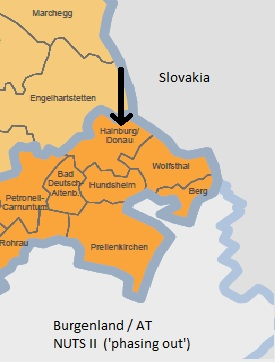 Marchegg
Slovakia
Engelhartstetten
Hainburg/
Donau
Wolfsthal
Bad
Deutsch-
Altenb.
Hundsheim
Berg
Petronell-
Carnuntum
Rohrau
Prellenkirchen
Burgenland / AT
NUTS II ('phasing out')